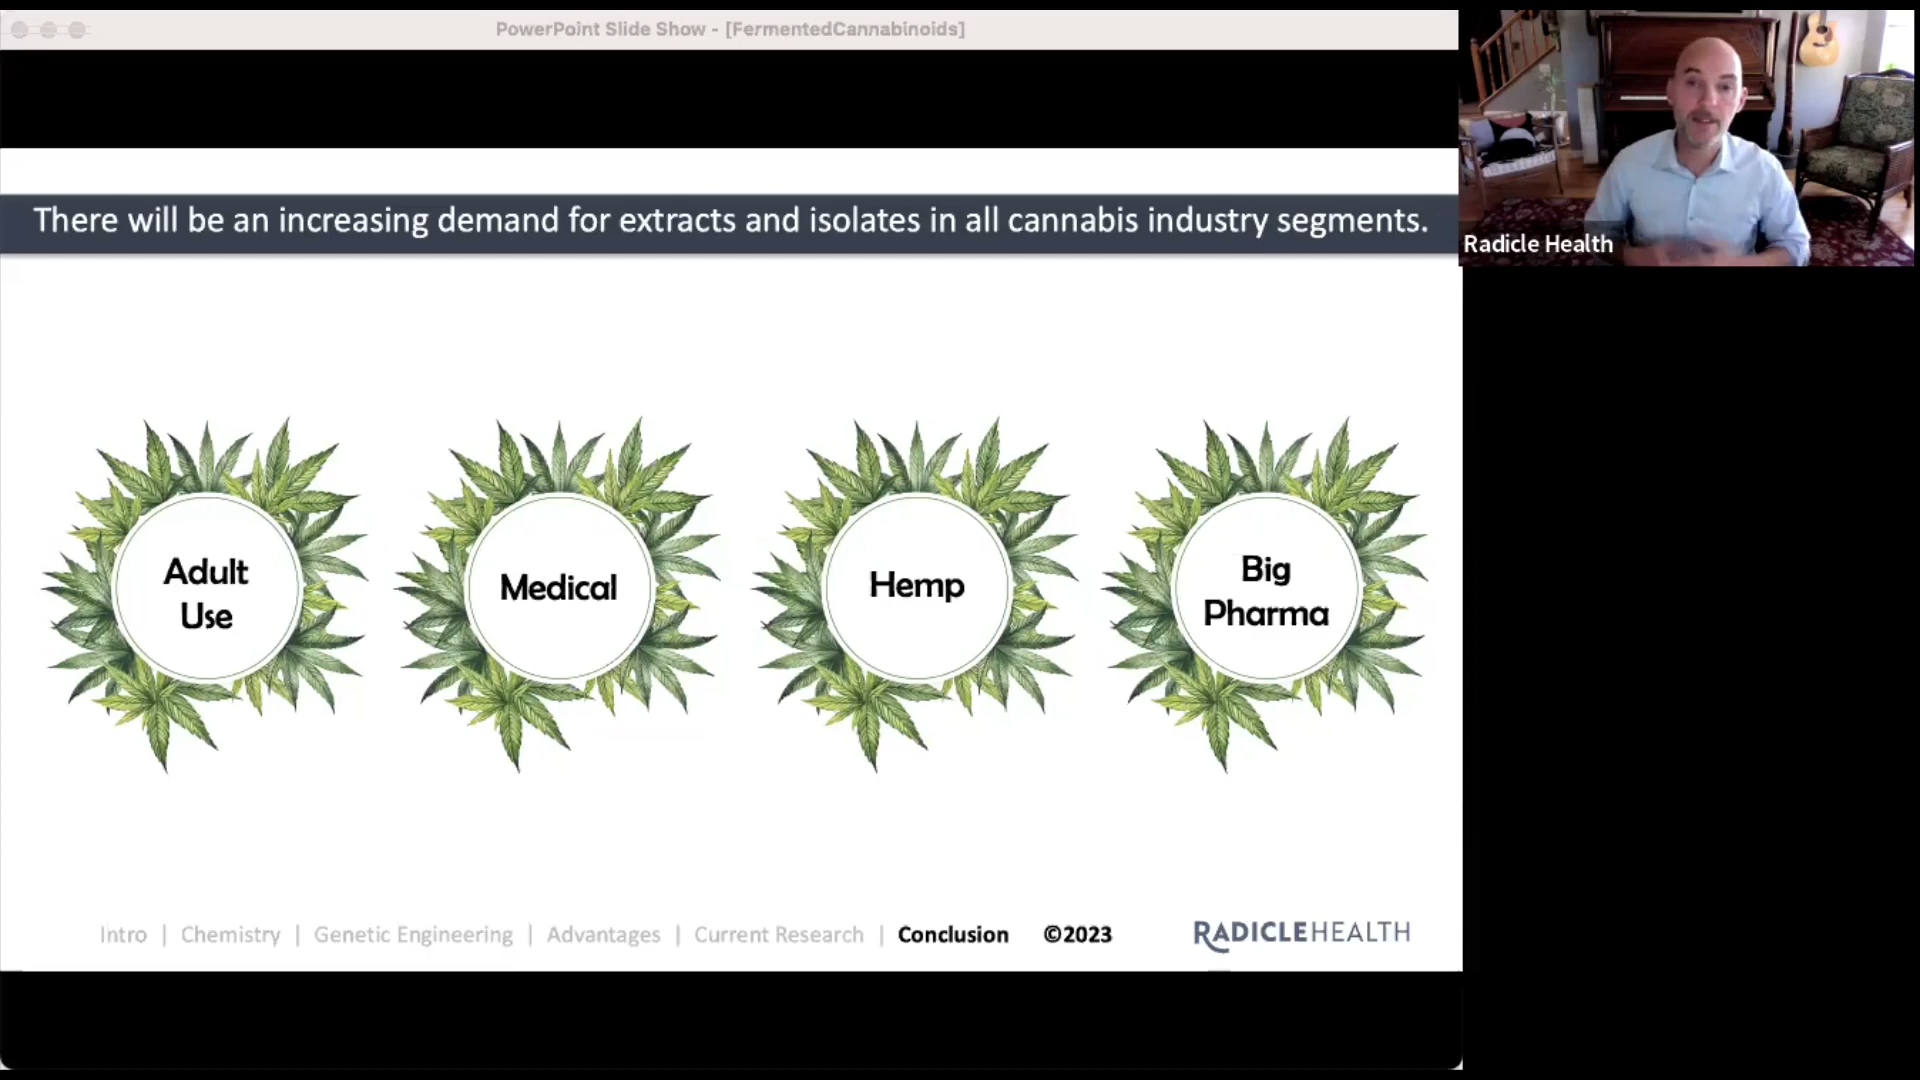 PowerPoint Slide Show - [FermentedCannabinoids]
There will be an increasing demand for extracts and isolates in all cannabis industry segments.
Radicle Health
Adult
Use
Medical
Hemp
Big
Pharma
Intro | Chemistry | Genetic Engineering | Advantages | Current Research | Conclusion ©2023
RADICLEHEALTH